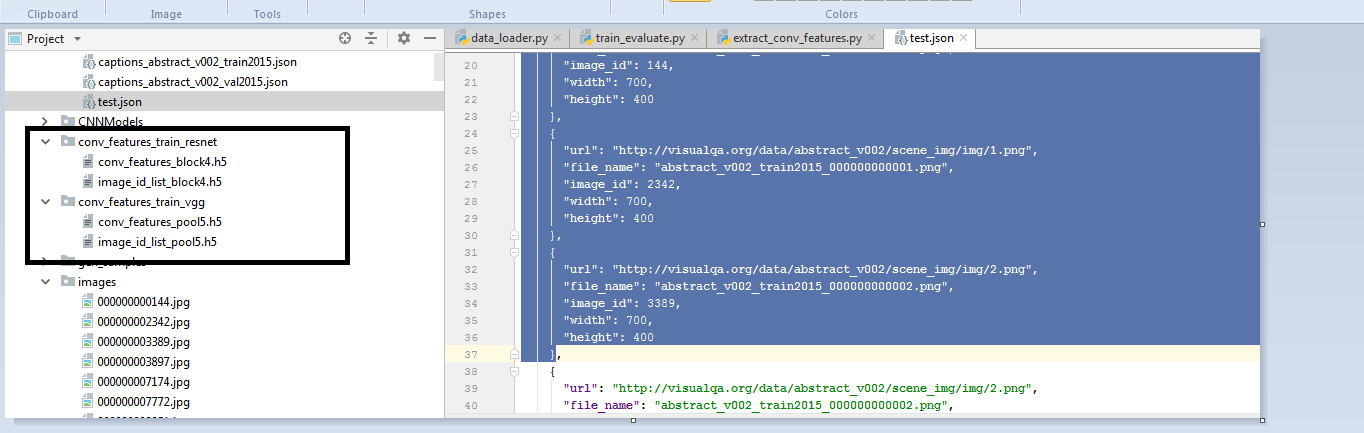 Clipboard Image Tools Shapes Colors
Project
data_loader.py train_evaluate.py extract_conv_features.py test.json
captions_abstract_v002_train2015.json
captions_abstract_v002_val2015.json
test.json
CNNModels
conv_features_train_resnet
conv_features_block4.h5
image_id_list_block4.h5
conv_features_train_vgg
conv_features_pool5.h5
image_id_list_pool5.h5
images
000000000144.jpg
000000002342.jpg
000000003389.jpg
000000003897.jpg
000000007174.jpg
000000007772.jpg
20 "image_id": 144,
21 "width": 700,
22 "height": 400
23 },
24 {
25 "url": "http://visualqa.org/data/abstract_v002/scene_img/img/1.png",
26 "file_name": "abstract_v002_train2015_000000000001.png",
27 "image_id": 2342,
28 "width": 700,
29 "height": 400
30 },
31 {
32 "url": "http://visualqa.org/data/abstract_v002/scene_img/img/2.png",
33 "file_name": "abstract_v002_train2015_000000000002.png",
34 "image_id": 3389,
35 "width": 700,
36 "height": 400
37 },
38 {
39 "url": "http://visualqa.org/data/abstract_v002/scene_img/img/2.png",
40 "file_name": "abstract_v002_train2015_000000000002.png",